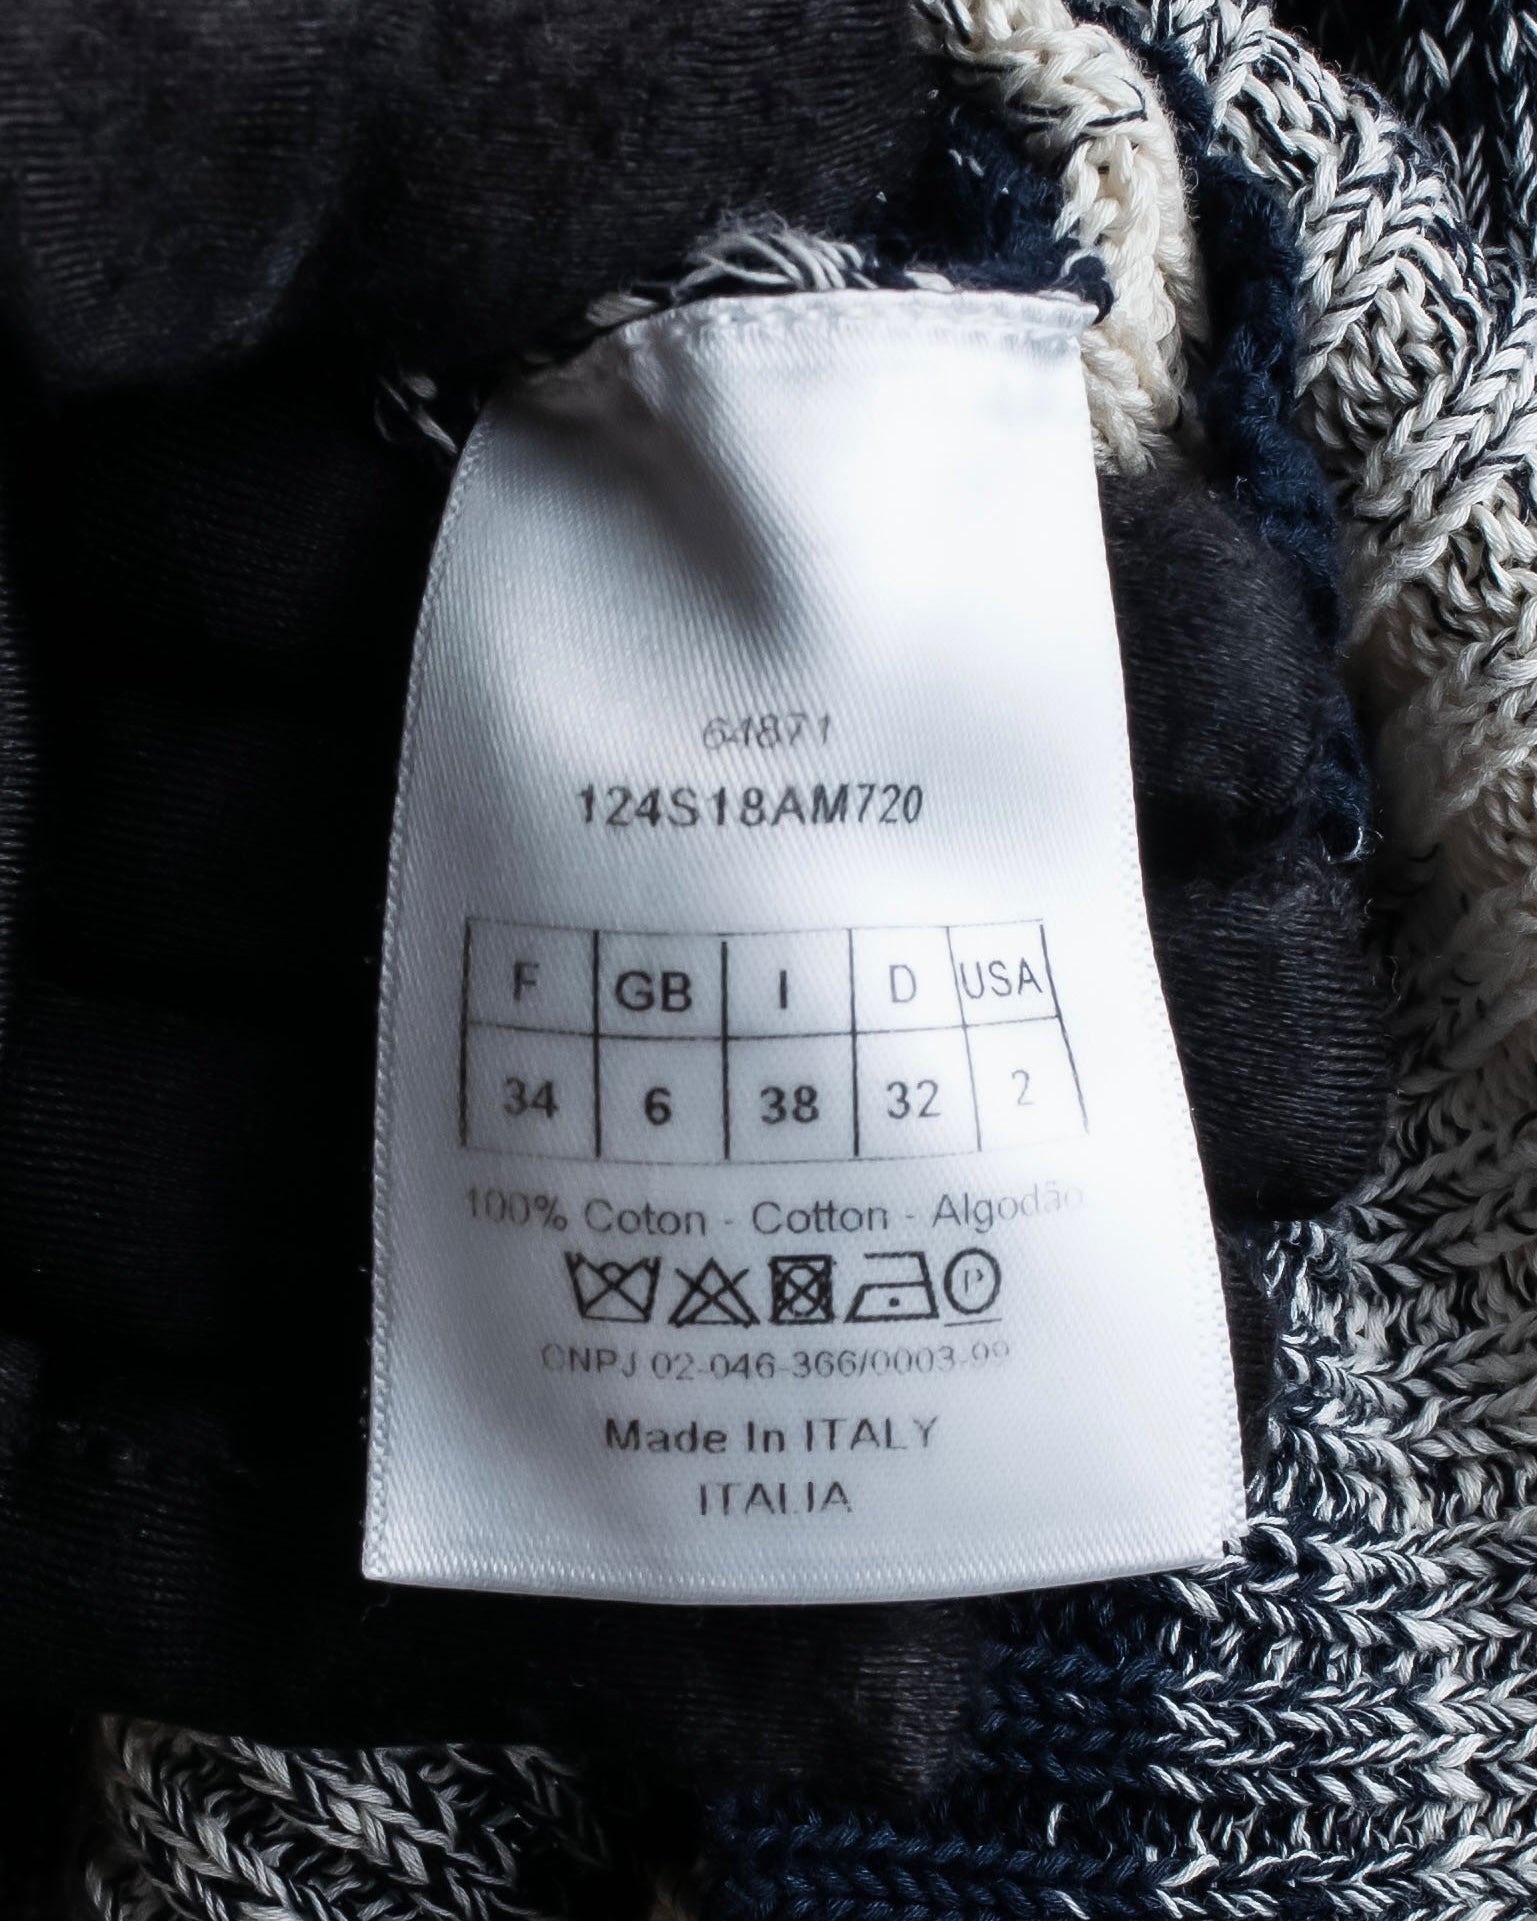 64871
124S18AM720
F GB I D USA
34 6 38 32 2
100% Coton - Cotton - Algodão
P
CNPJ 02-046-366/0003-99
Made In ITALY
ITALIA